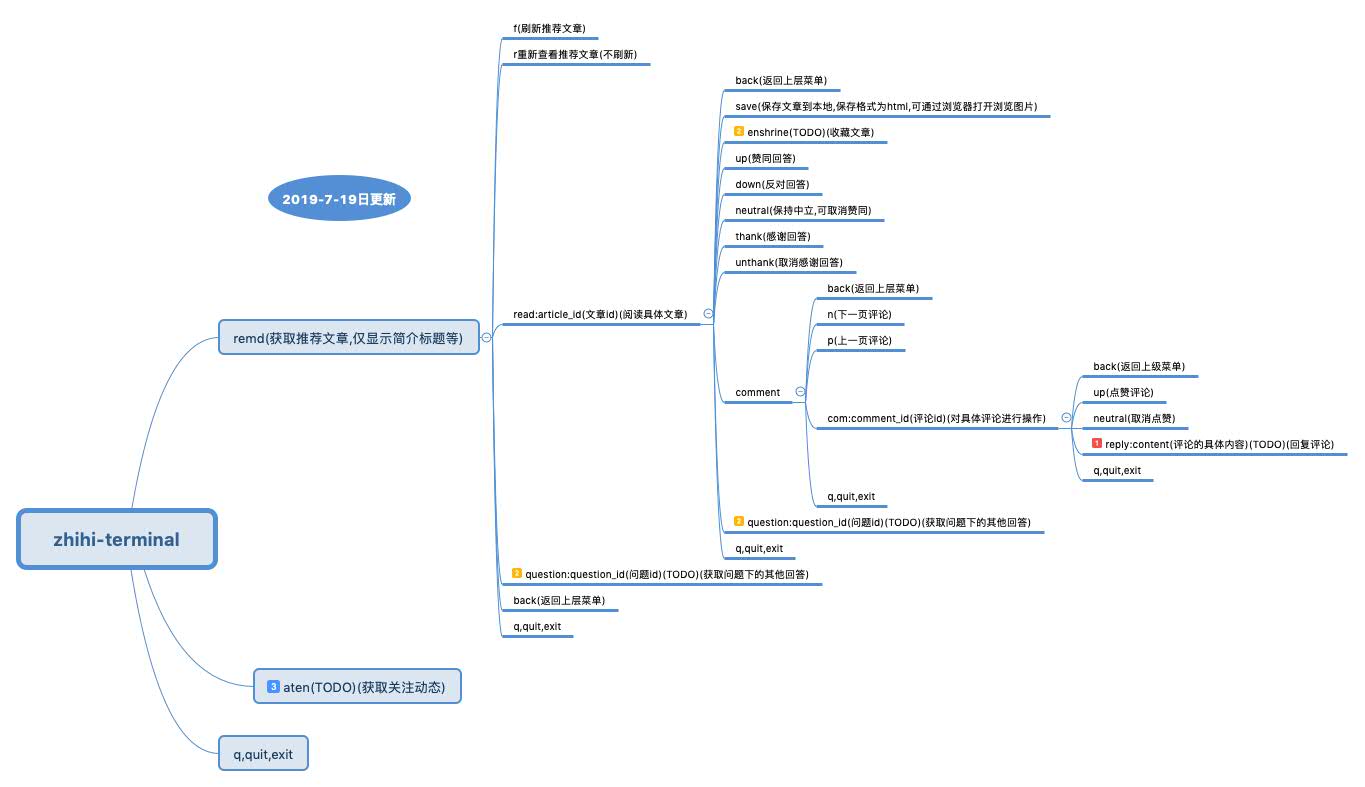 f(刷新推荐文章)
r重新查看推荐文章(不刷新)
back(返回上层菜单)
save(保存文章到本地,保存格式为html,可通过浏览器打开浏览图片)
2 enshrine(TODO)(收藏文章)
up(赞同回答)
down(反对回答)
2019-7-19日更新
neutral(保持中立,可取消赞同)
thank(感谢回答)
unthank(取消感谢回答)
back(返回上层菜单)
read:article_id(文章id)(阅读具体文章)
n(下一页评论)
remd(获取推荐文章,仅显示简介标题等)
p(上一页评论)
back(返回上级菜单)
comment
up(点赞评论)
com:comment_id(评论id)(对具体评论进行操作)
neutral(取消点赞)
1 reply:content(评论的具体内容)(TODO)(回复评论)
q,quit,exit
q,quit,exit
2 question:question_id(问题id)(TODO)(获取问题下的其他回答)
zhihi-terminal
q,quit,exit
2 question:question_id(问题id)(TODO)(获取问题下的其他回答)
back(返回上层菜单)
q,quit,exit
3 aten(TODO)(获取关注动态)
q,quit,exit